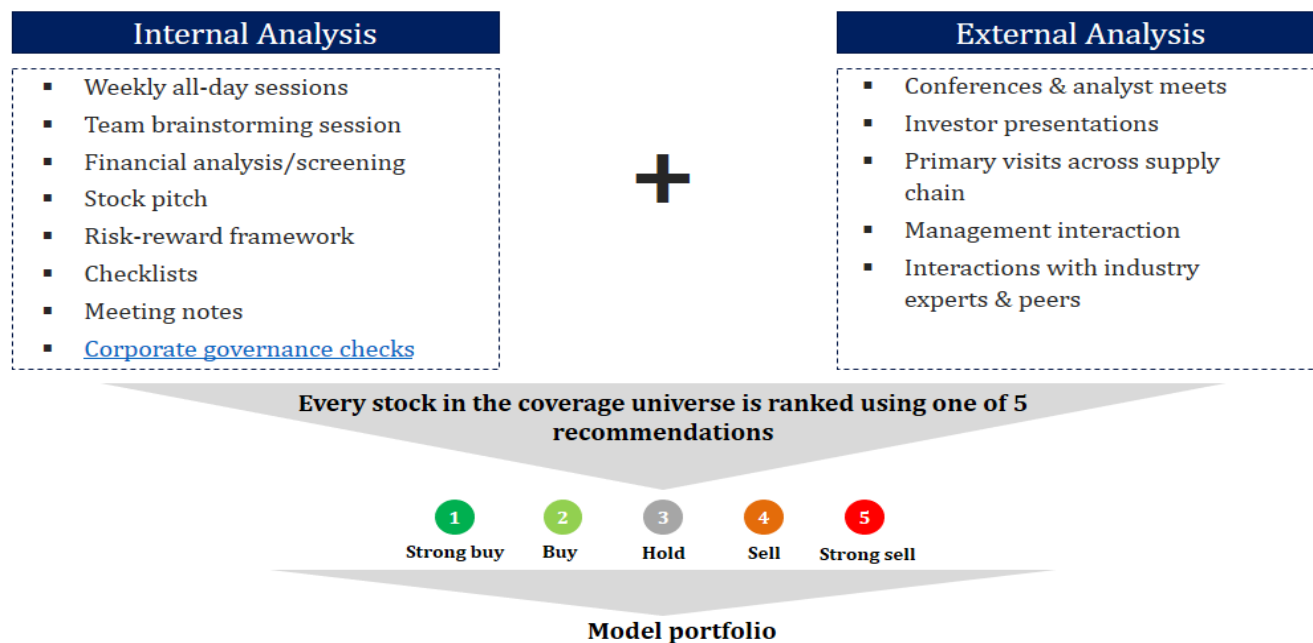 Internal Analysis
▪ Weekly all-day sessions
▪ Team brainstorming session
▪ Financial analysis/screening
▪ Stock pitch
▪ Risk-reward framework
▪ Checklists
▪ Meeting notes
▪ Corporate governance checks
+
External Analysis
▪ Conferences & analyst meets
▪ Investor presentations
▪ Primary visits across supply
chain
▪ Management interaction
▪ Interactions with industry
experts & peers
Every stock in the coverage universe is ranked using one of 5
recommendations
1 2 3 4 5
Strong buy Buy Hold Sell Strong sell
Model portfolio